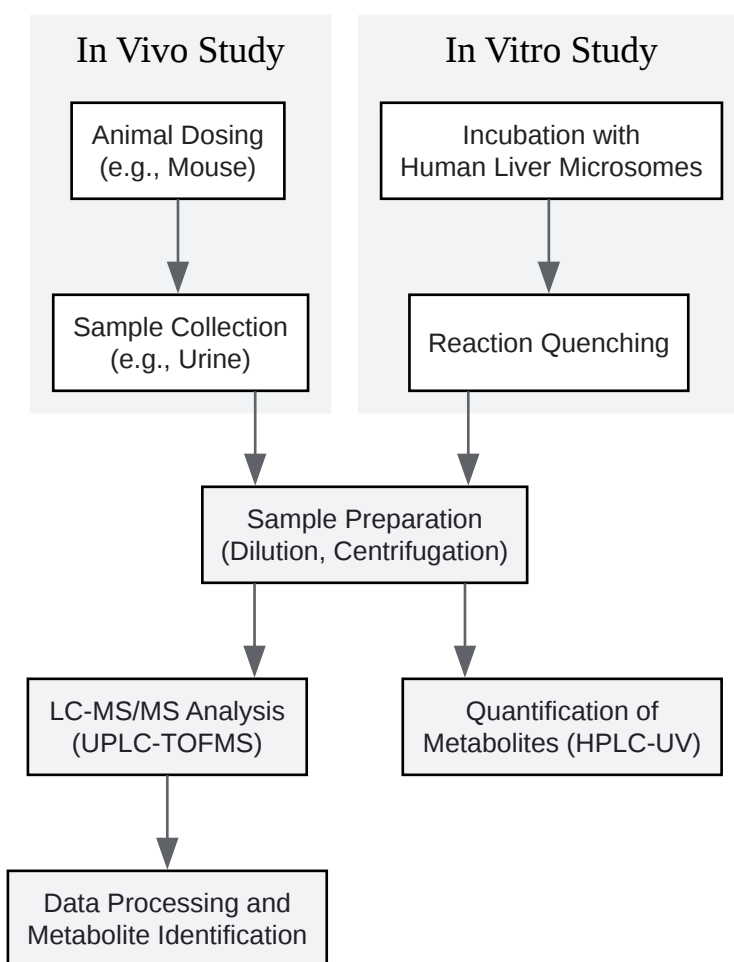 In Vivo Study
Animal Dosing
(e.g., Mouse)
Sample Collection
(e.g., Urine)
In Vitro Study
Incubation with
Human Liver Microsomes
Reaction Quenching
Sample Preparation
(Dilution, Centrifugation)
LC-MS/MS Analysis
(UPLC-TOFMS)
Quantification of
Metabolites (HPLC-UV)
Data Processing and
Metabolite Identification